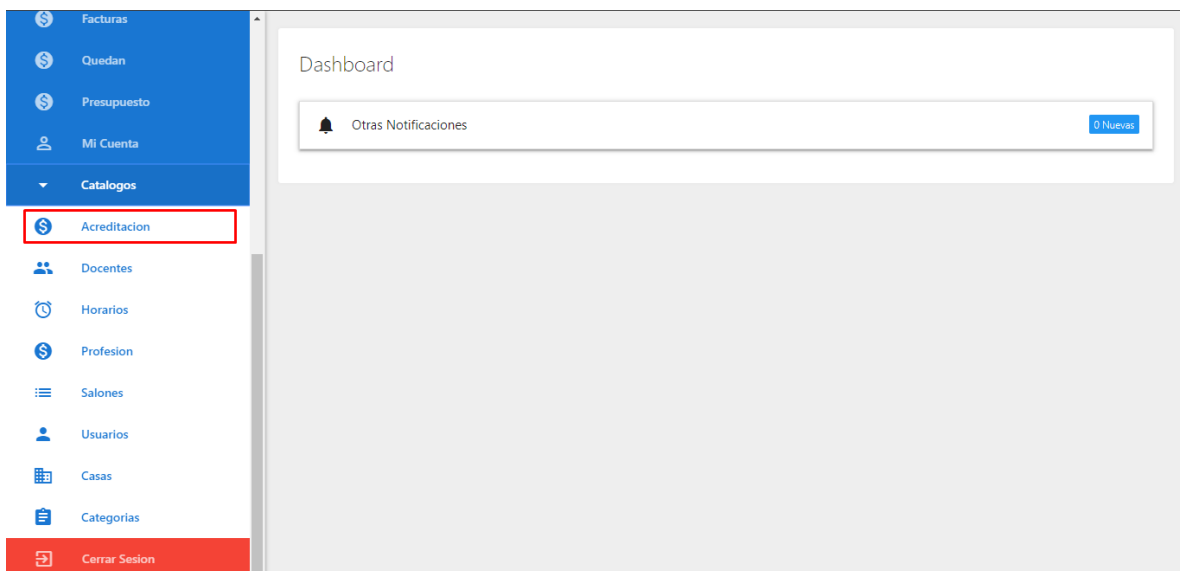 Facturas
Quedan
Presupuesto
Mi Cuenta
Catalogos
Acreditacion
Docentes
Horarios
Profesion
Salones
Usuarios
Casas
Categorias
Cerrar Sesion
Dashboard
Otras Notificaciones
0 Nuevas